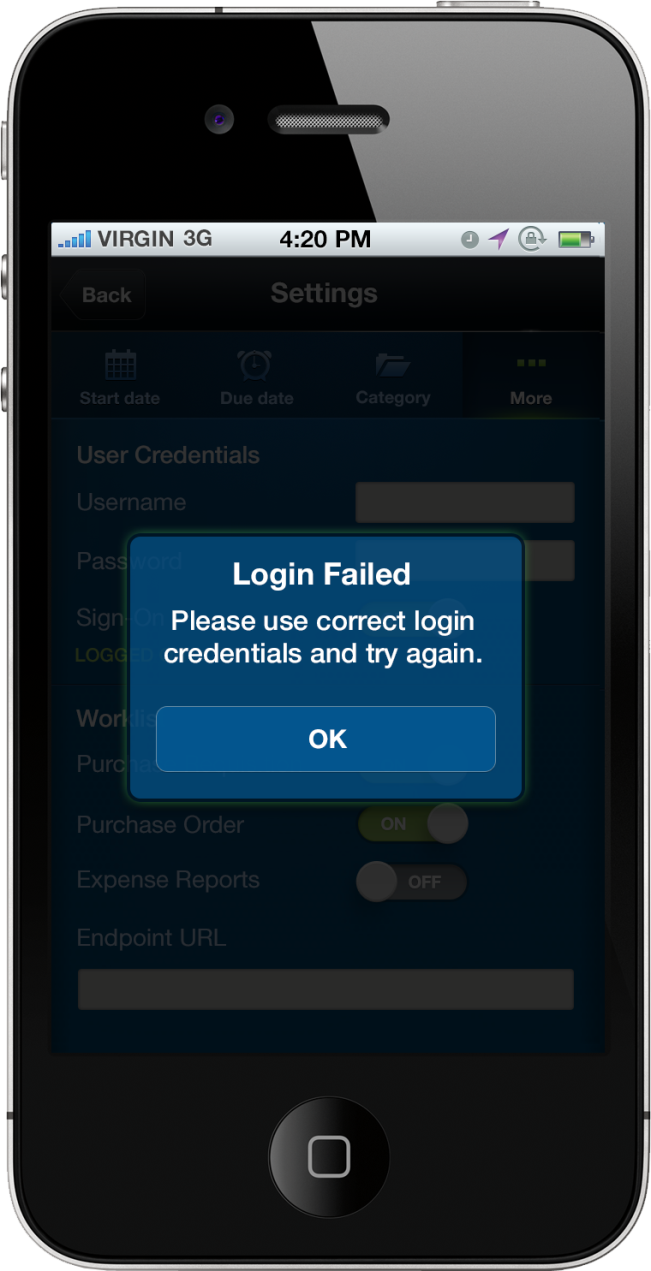 VIRGIN 3G 4:20 PM
Back Settings
Start date Due date Category More
User Credentials
Username
Password
Login Failed
Please use correct login
credentials and try again.
OK
Purchase Order ON
Expense Reports OFF
Endpoint URL